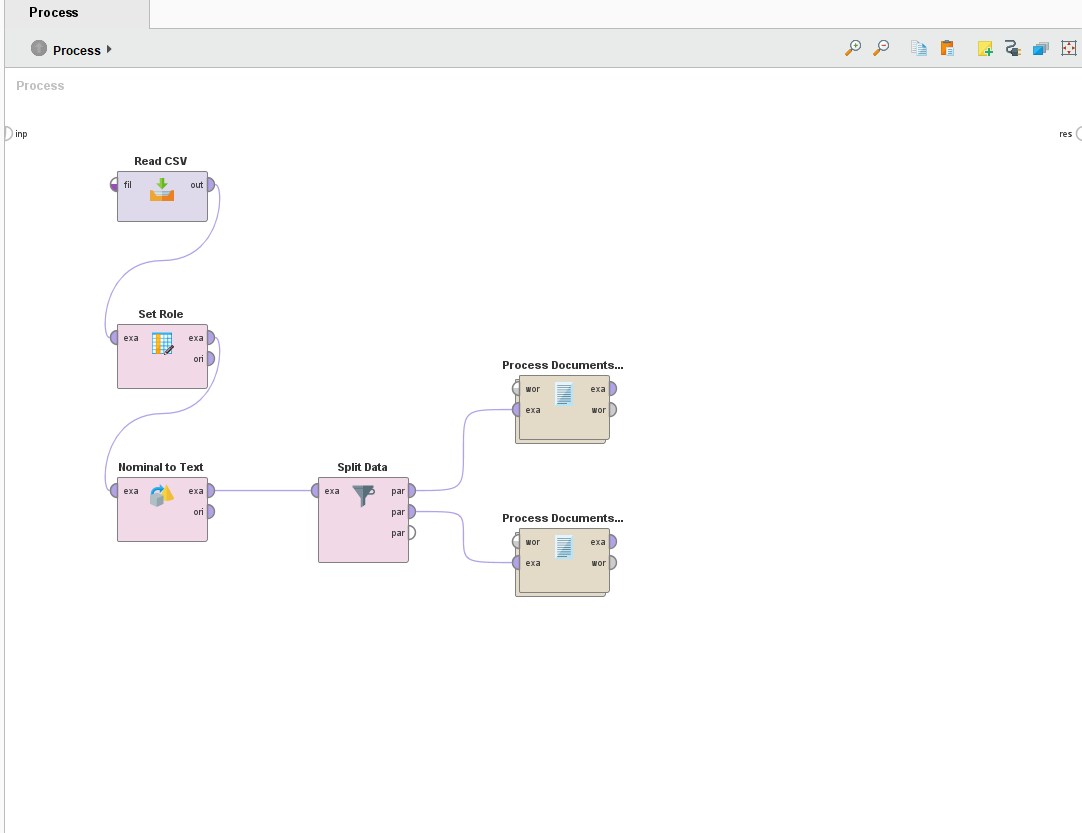 Process
Process
Process
inp
res
Read CSV
fil
out
Set Role
exa
exa
ori
Process Documents...
wor
exa
exa
wor
Nominal to Text
exa
exa
ori
Split Data
exa
par
par
par
Process Documents...
wor
exa
exa
wor